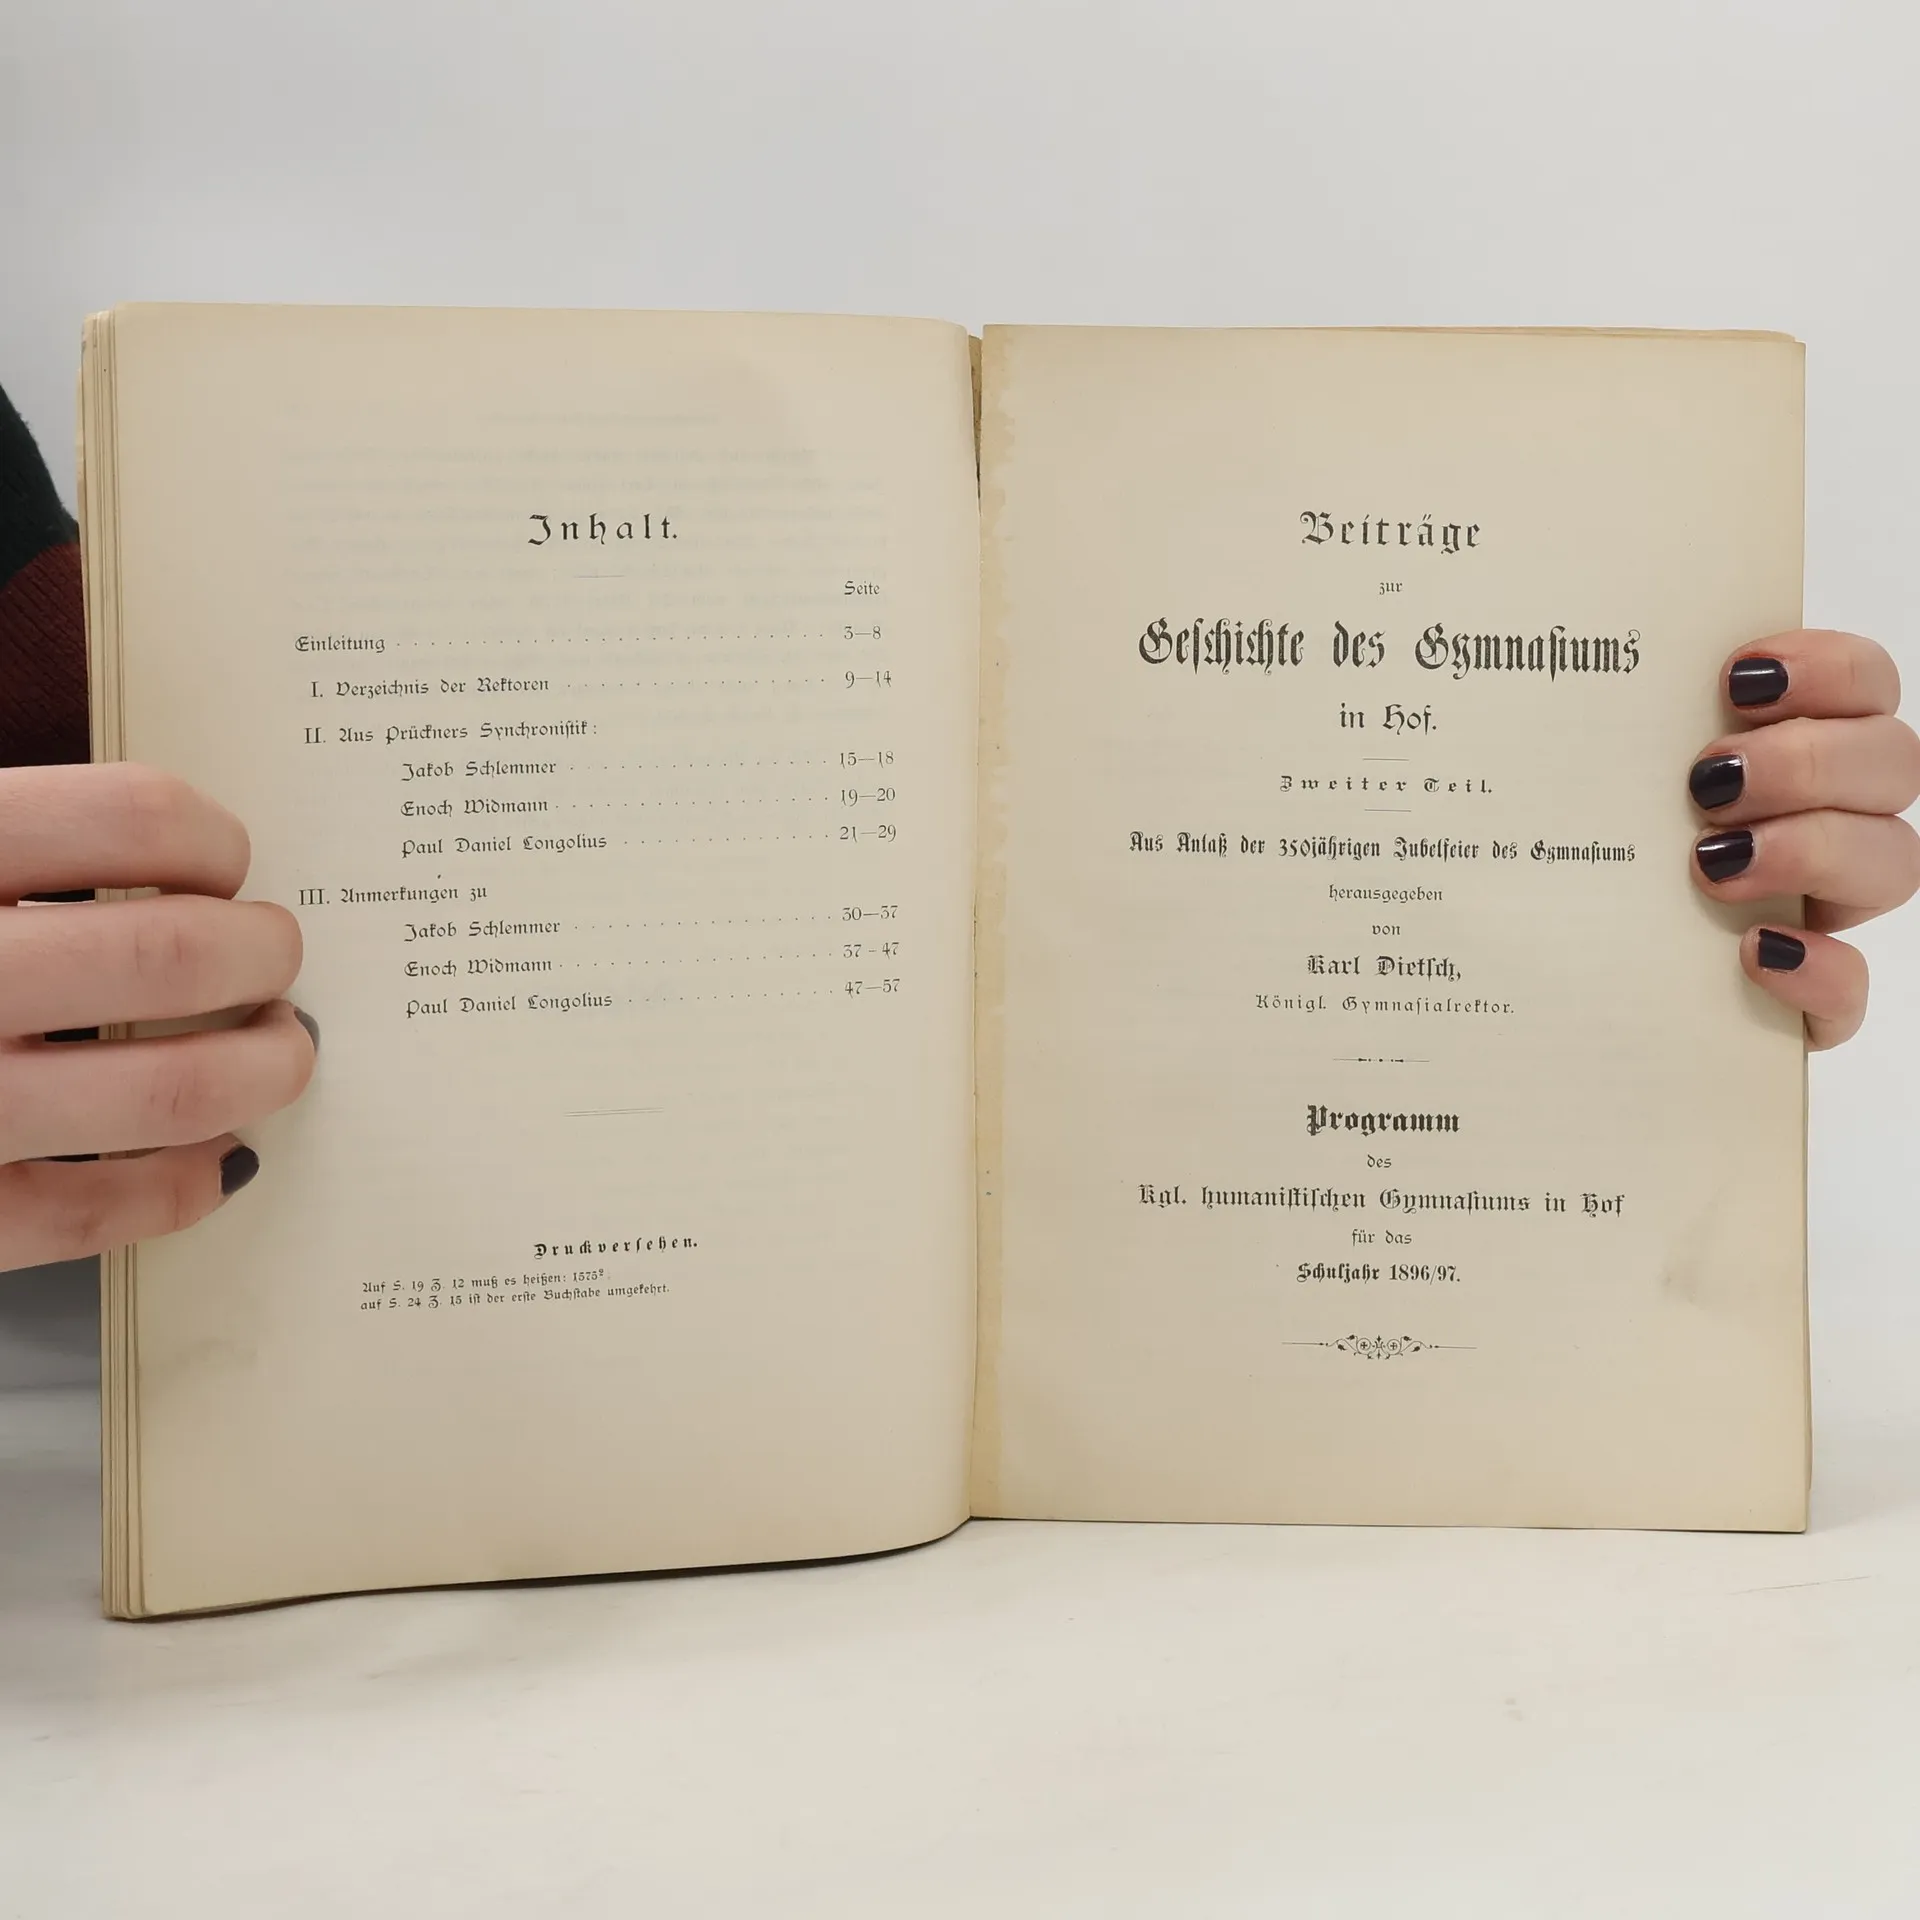 Inhalt.
Seite
Einleitung . . . . . . . . . . . . . . . . . . . . . . . . 3—8
I. Verzeichnis der Rektoren . . . . . . . . . . . . . . . 9—14
II. Aus Prückners Synchronistik:
Jakob Schlemmer . . . . . . . . . . . . 15—18
Enoch Widmann . . . . . . . . . . . . . 19—20
Paul Daniel Longolius . . . . . . . . . . 21—29
III. Anmerkungen zu
Jakob Schlemmer . . . . . . . . . . . . 30—37
Enoch Widmann . . . . . . . . . . . . . 37-47
Paul Daniel Longolius . . . . . . . . . . 47—57
Druckversehen.
Auf S. 19 Z. 12 muß es heißen: 1575
auf S. 24 Z. 15 ist der erste Buchstabe umgekehrt.
Beiträge
zur
Geschichte des Gymnasiums
in Hof.
Zweiter Teil.
Aus Anlaß der 350jährigen Jubelfeier des Gymnasiums
herausgegeben
von
Karl Dietsch,
Königl. Gymnasialrektor.
Programm
des
Kgl. humanistischen Gymnasiums in Hof
für das
Schuljahr 1896/97.